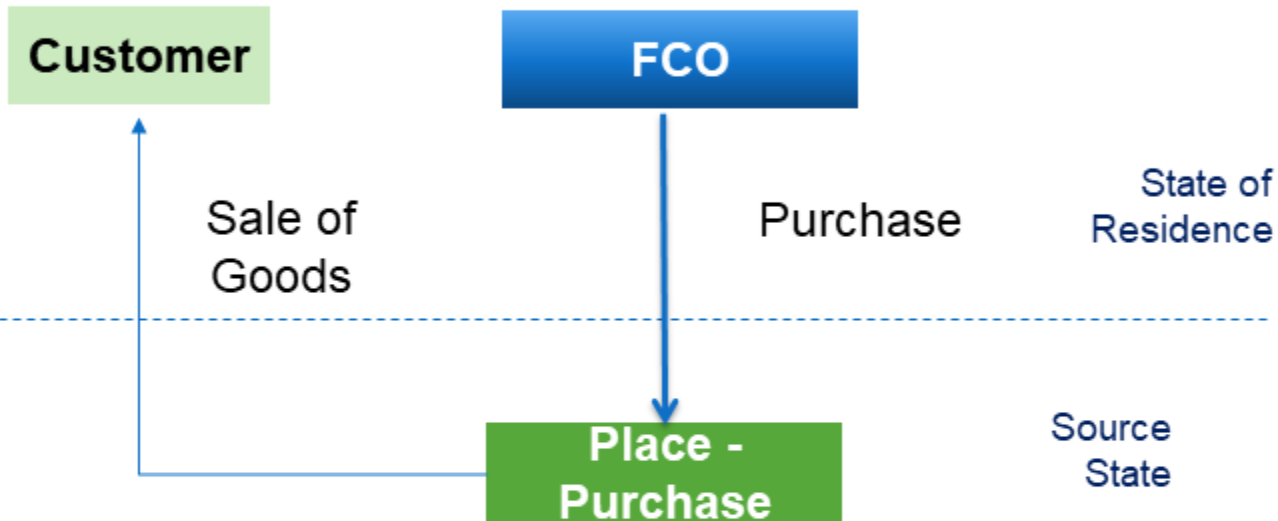 Customer
FCO
Sale of
Goods
Purchase
State of
Residence
Place -
Purchase
Source
State